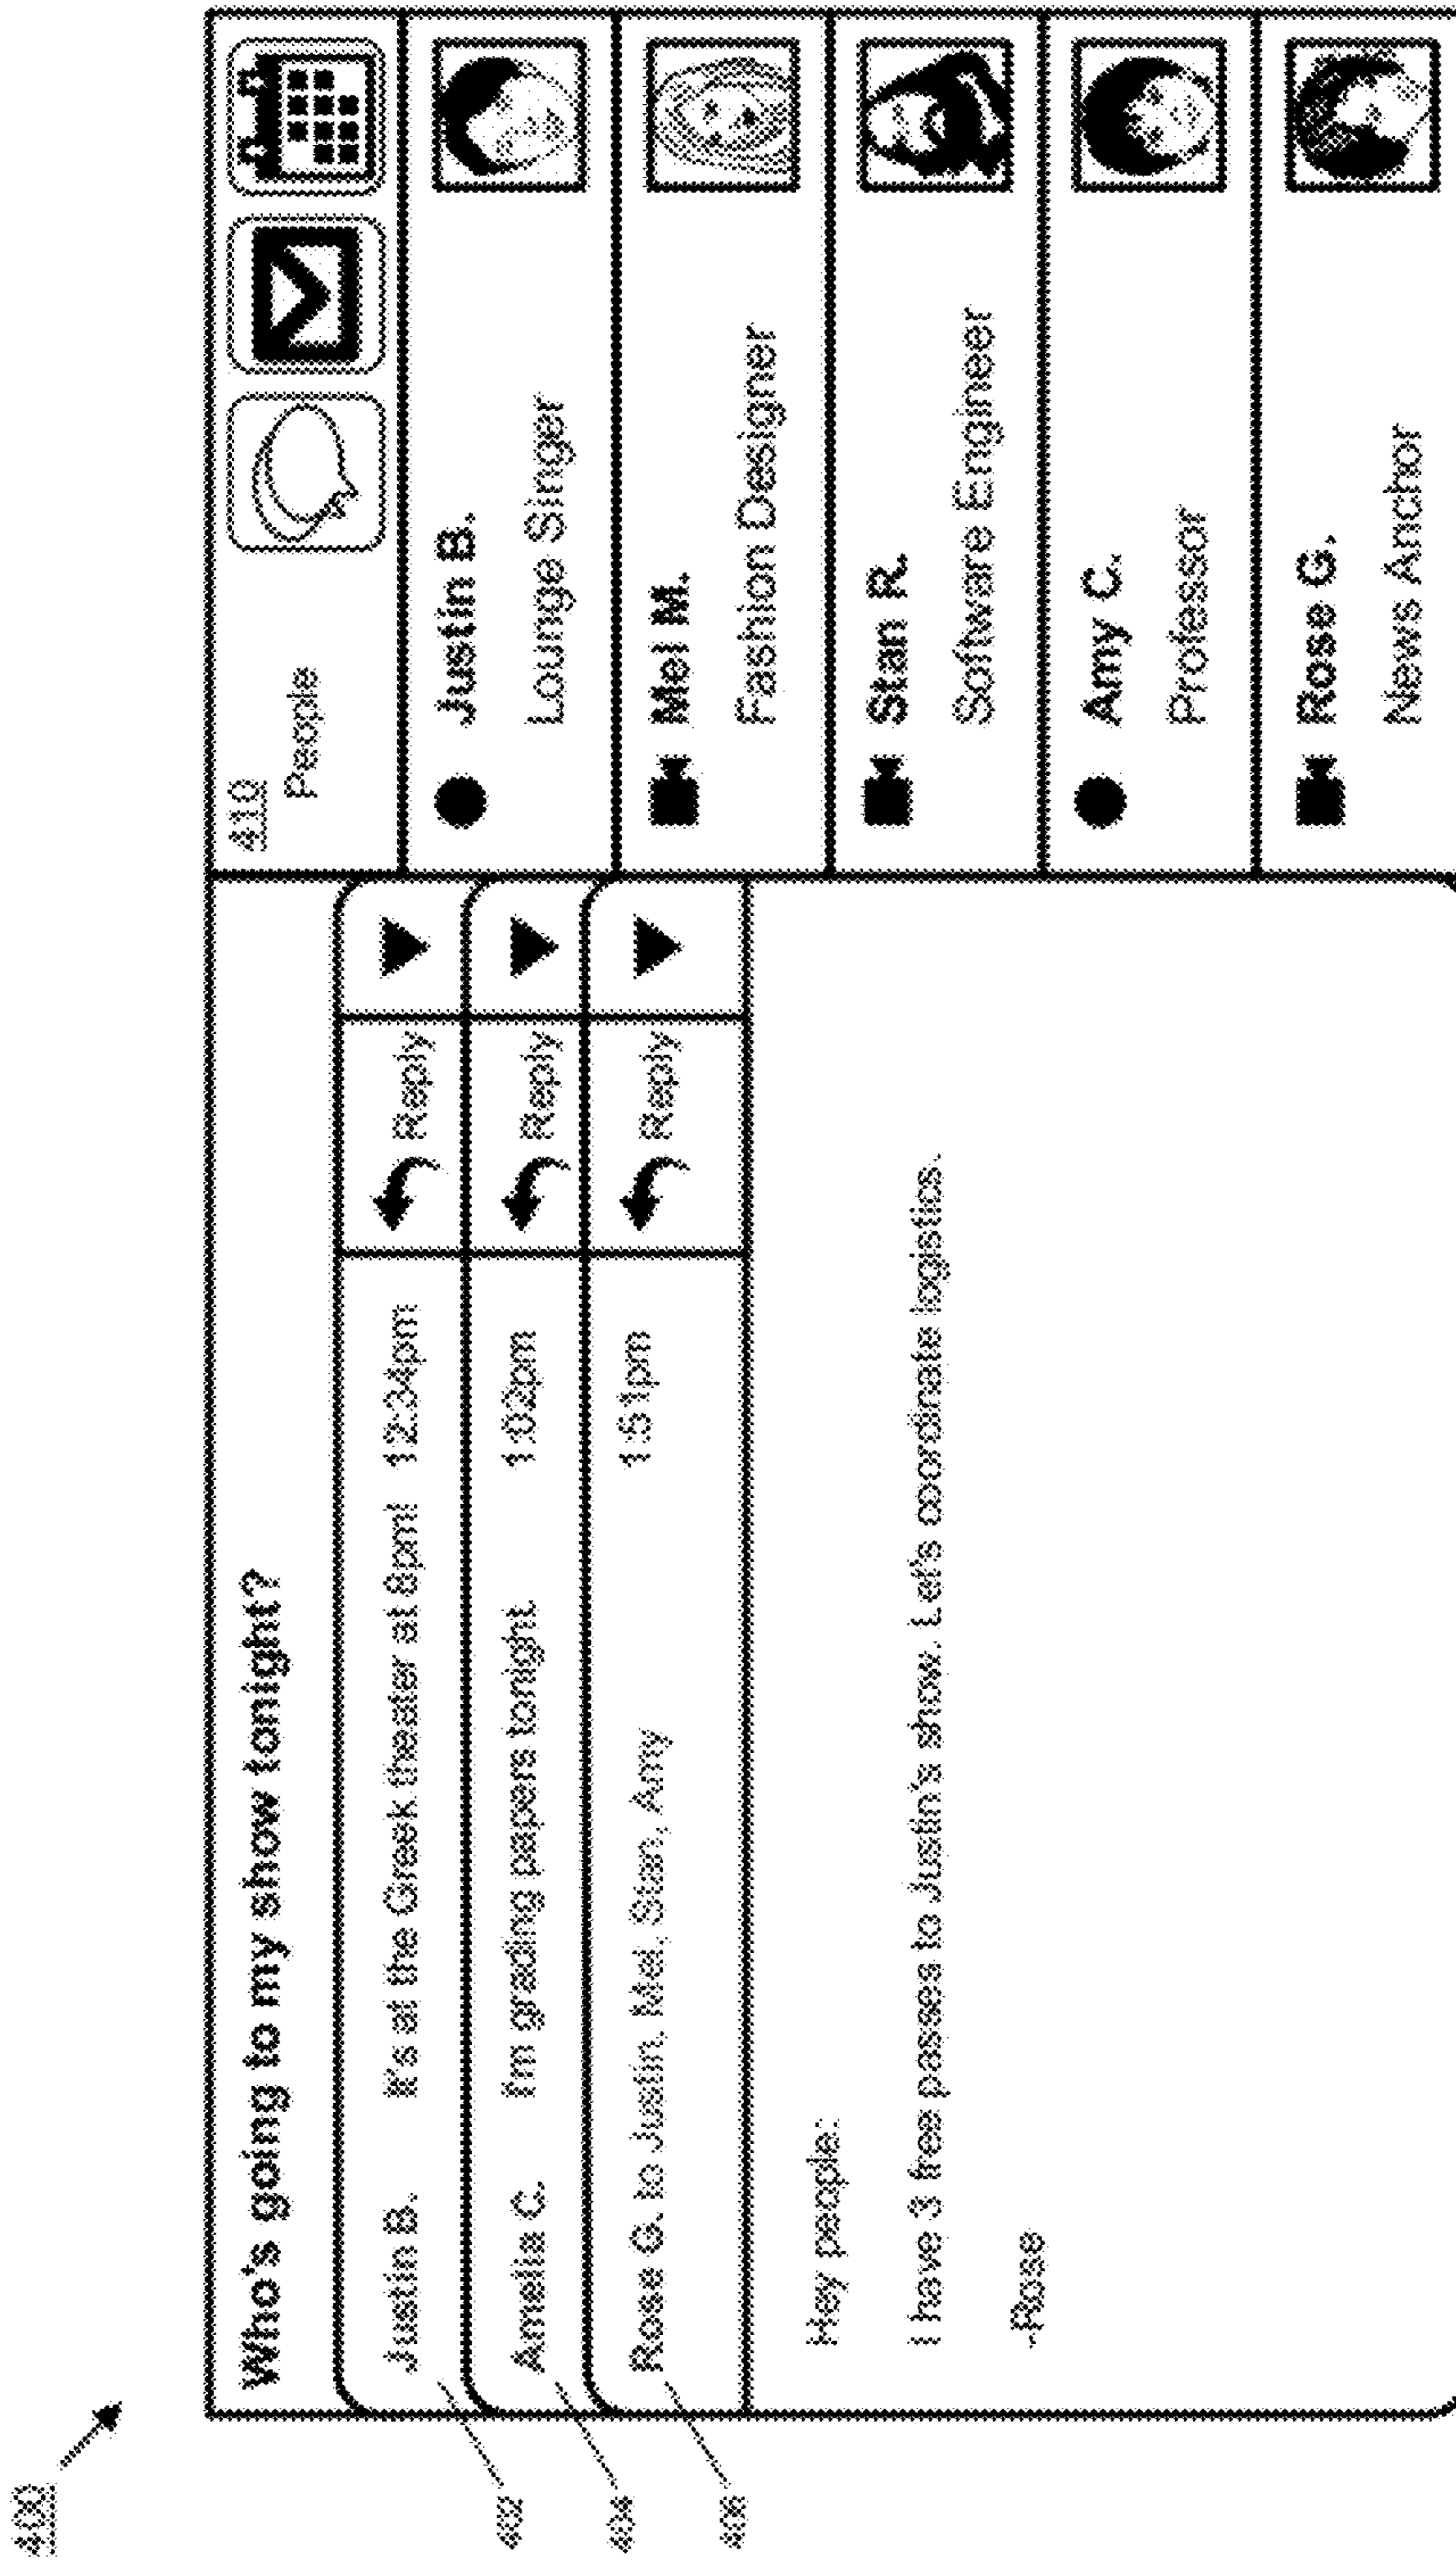 400
Who's going to my show tonight?
402
Justin B. It's at the Greek theater at 8pm! 12:34pm Reply
404
Amelia C. I'm grading papers tonight. 1:02pm Reply
406
Rose G. to Justin, Mel, Stan, Amy 1:51pm Reply
Hey people:
I have 3 free passes to Justin's show. Let's coordinate logistics.
-Rose
410
People
Justin B.
Lounge Singer
Mel M.
Fashion Designer
Stan R.
Software Engineer
Amy C.
Professor
Rose G.
News Anchor